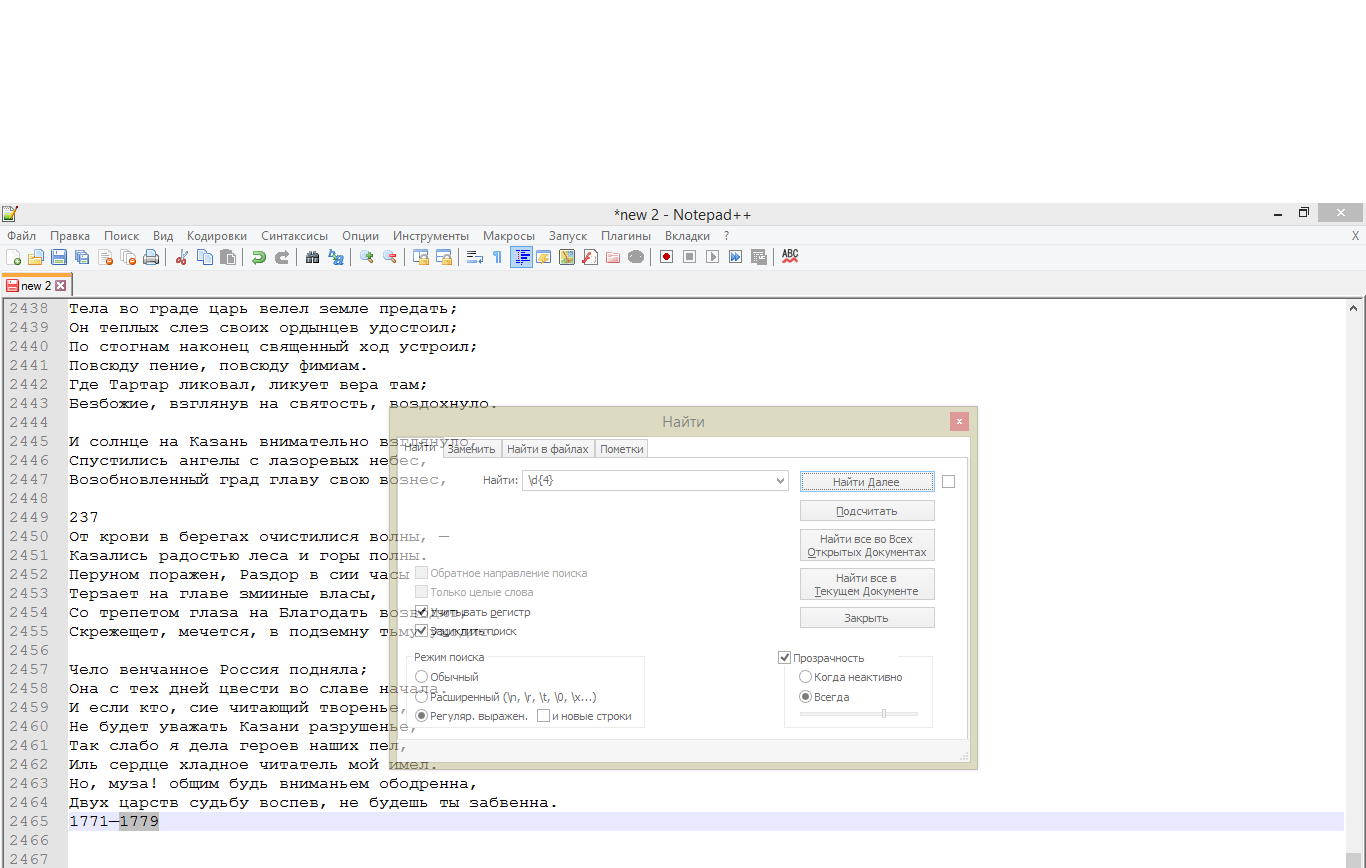 *new 2 - Notepad++
Файл Правка Поиск Вид Кодировки Синтаксисы Опции Инструменты Макросы Запуск Плагины Вкладки ? X
ABC
new 2
2438 Тела во граде царь велел земле предать;
2439 Он теплых слез своих ордынцев удостоил;
2440 По стогнам наконец священный ход устроил;
2441 Повсюду пение, повсюду фимиам.
2442 Где Тартар ликовал, ликует вера там;
2443 Безбожие, взглянув на святость, воздохнуло.
2444
2445 И солнце на Казань внимательно взглянуло,
2446 Спустились ангелы с лазоревых небес,
2447 Возобновленный град главу свою вознес,
2448
2449 237
2450 От крови в берегах очистилися волны, —
2451 Казались радостью леса и горы полны.
2452 Перуном поражен, Раздор в сии часы
2453 Терзает на главе змииные власы,
2454 Со трепетом глаза на Благодать
2455 Скрежещет, мечется, в подземну тьму
2456
2457 Чело венчанное Россия подняла;
2458 Она с тех дней цвести во славе начала.
2459 И если кто, сие читающий творенье,
2460 Не будет уважать Казани разрушенье,
2461 Так слабо я дела героев наших пел,
2462 Иль сердце хладное читатель мой имел.
2463 Но, муза! общим будь вниманьем ободренна,
2464 Двух царств судьбу воспев, не будешь ты забвенна.
2465 1771—1779
2466
2467
Найти
x
Найти Заменить Найти в файлах Пометки
Найти: \d{4}
Найти Далее
Подсчитать
Найти все во Всех
Открытых Документах
Найти все в
Текущем Документе
Закрыть
Обратное направление поиска
Только целые слова
Учитывать регистр
Зациклить поиск
Режим поиска
Обычный
Расширенный (\n, \r, \t, \0, \x...)
Регуляр. выражен. и новые строки
Прозрачность
Когда неактивно
Всегда